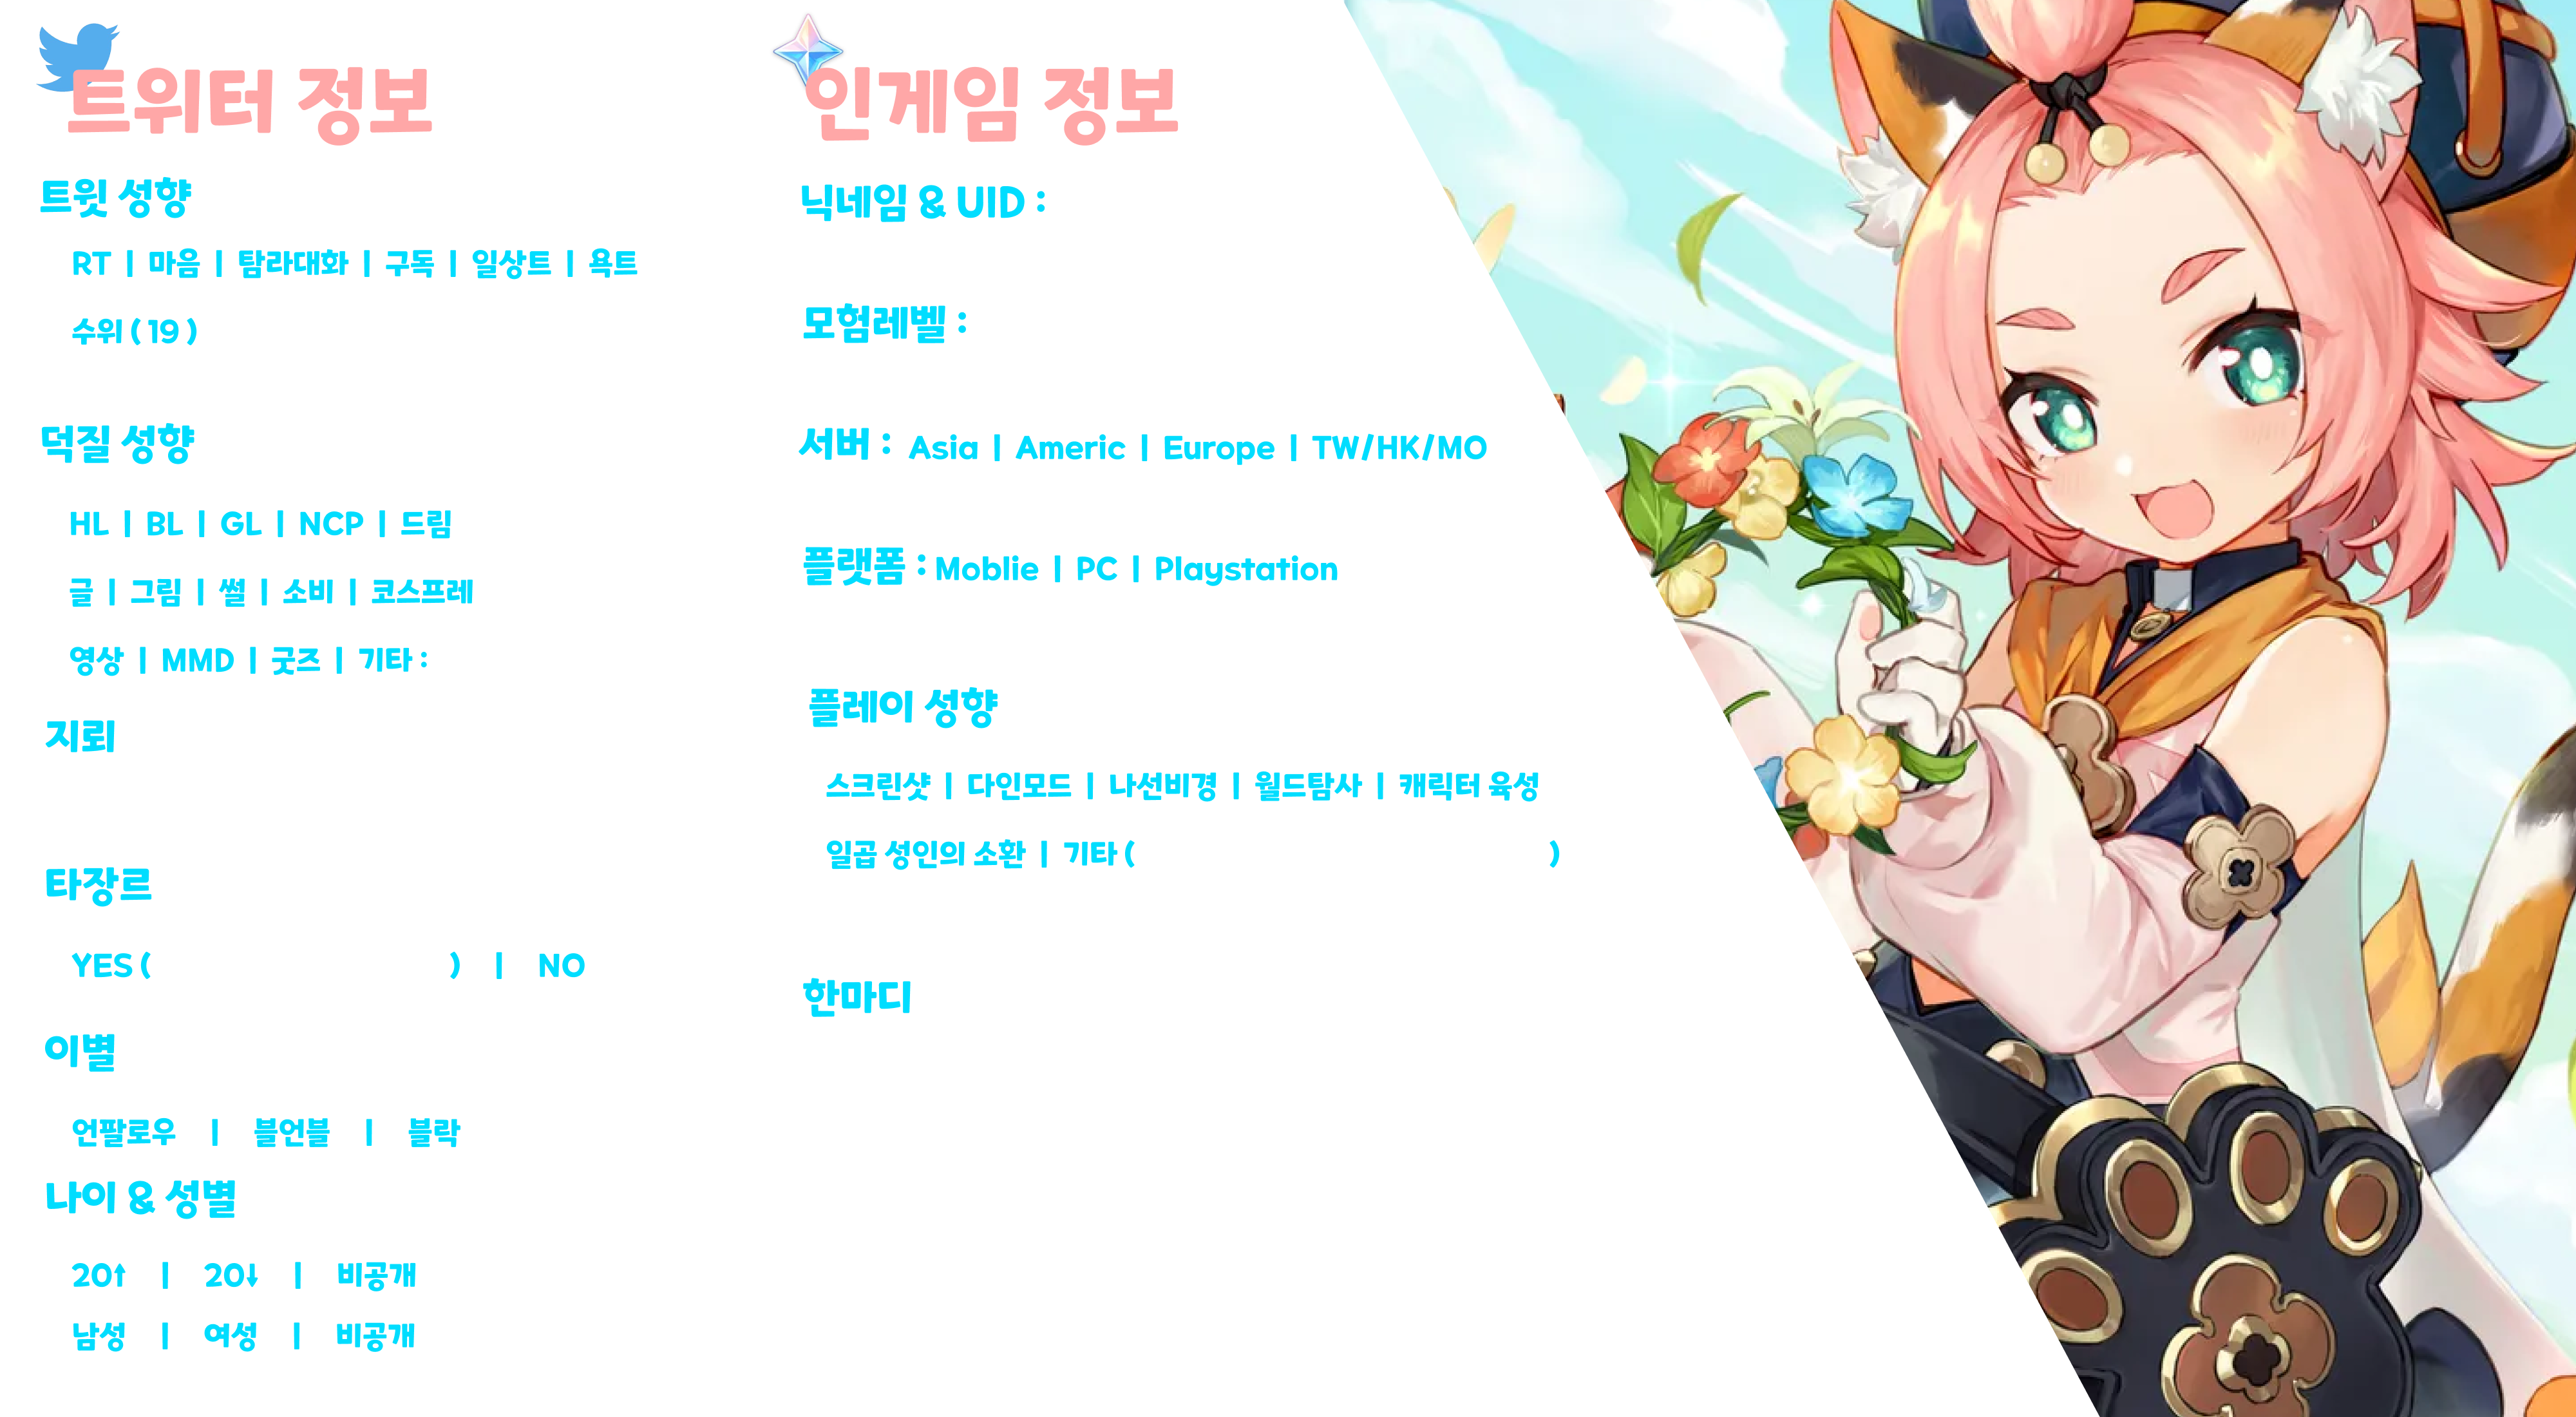 트위터 정보
트윗 성향
RT | 마음 | 탐라대화 | 구독 | 일상트 | 욕트
수위 ( 19 )
덕질 성향
HL | BL | GL | NCP | 드림
글 | 그림 | 썰 | 소비 | 코스프레
영상 | MMD | 굿즈 | 기타 :
지뢰
타장르
YES ( ) | NO
이별
언팔로우 | 블언블 | 블락
나이 & 성별
20↑ | 20↓ | 비공개
남성 | 여성 | 비공개
인게임 정보
닉네임 & UID :
모험레벨 :
서버 : Asia | Americ | Europe | TW/HK/MO
플랫폼 : Moblie | PC | Playstation
플레이 성향
스크린샷 | 다인모드 | 나선비경 | 월드탐사 | 캐릭터 육성
일곱 성인의 소환 | 기타 ( )
한마디